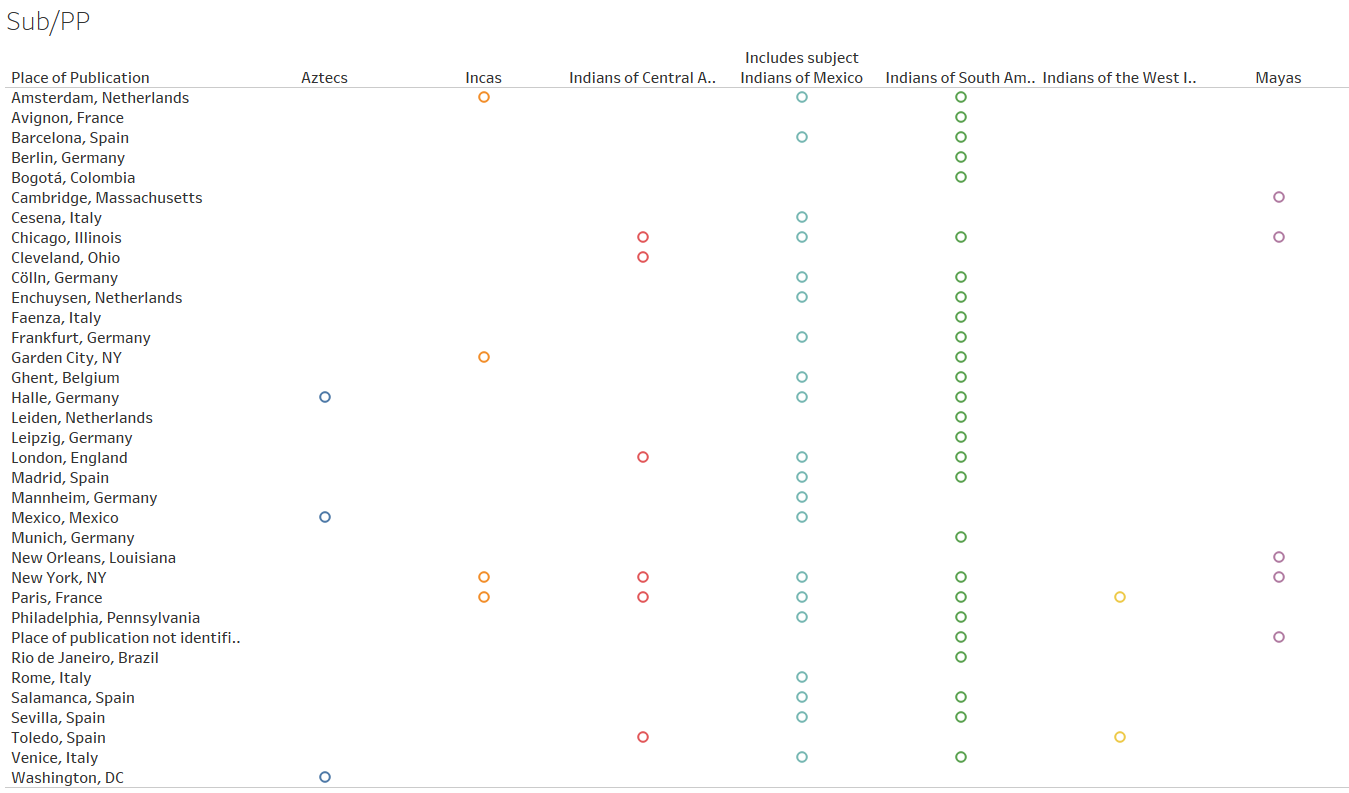 Sub/PP
Includes subject
Place of Publication Aztecs Incas Indians of Central A.. Indians of Mexico Indians of South Am.. Indians of the West I.. Mayas
Amsterdam, Netherlands
Avignon, France
Barcelona, Spain
Berlin, Germany
Bogotá, Colombia
Cambridge, Massachusetts
Cesena, Italy
Chicago, Illinois
Cleveland, Ohio
Cölln, Germany
Enchuysen, Netherlands
Faenza, Italy
Frankfurt, Germany
Garden City, NY
Ghent, Belgium
Halle, Germany
Leiden, Netherlands
Leipzig, Germany
London, England
Madrid, Spain
Mannheim, Germany
Mexico, Mexico
Munich, Germany
New Orleans, Louisiana
New York, NY
Paris, France
Philadelphia, Pennsylvania
Place of publication not identifi..
Rio de Janeiro, Brazil
Rome, Italy
Salamanca, Spain
Sevilla, Spain
Toledo, Spain
Venice, Italy
Washington, DC